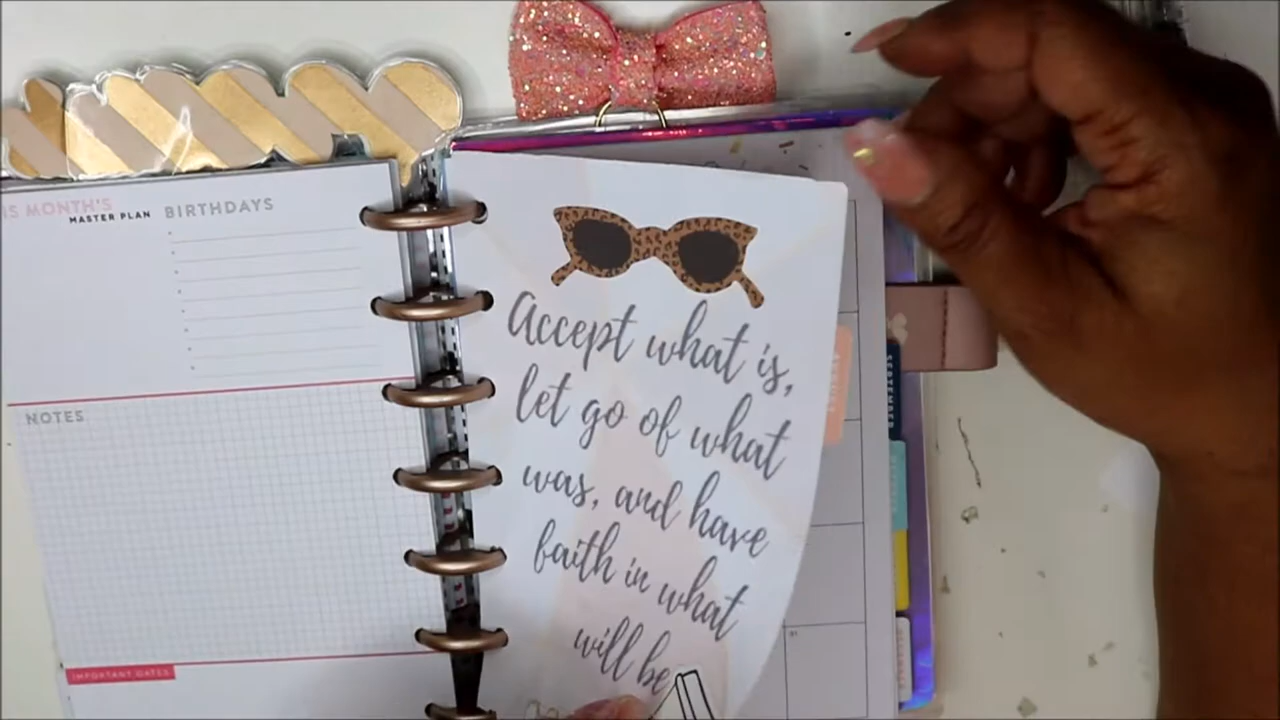 MONTH'S
MASTER PLAN
BIRTHDAYS
NOTES
IMPORTANT DATES
Accept what is,
let go of what
was, and have
faith in what
will be
SEPTEMBER
31